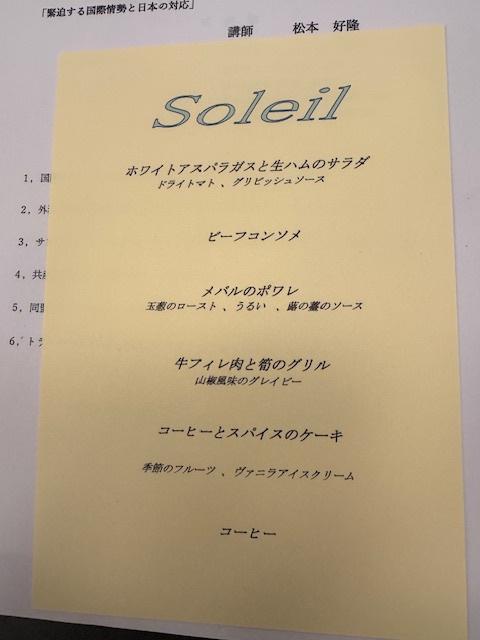 「緊迫する国際情勢と日本の対応」
講師 松本 好隆
Soleil
ホワイトアスパラガスと生ハムのサラダ
ドライトマト、グリビッシュソース
ビーフコンソメ
メバルのポワレ
玉葱のロースト、うるい、蕗の薹のソース
牛フィレ肉と筍のグリル
山椒風味のグレイビー
コーヒーとスパイスのケーキ
季節のフルーツ、ヴァニラアイスクリーム
コーヒー
1,
2, 外
3, サ
4, 共
5, 同盟
6, トラ